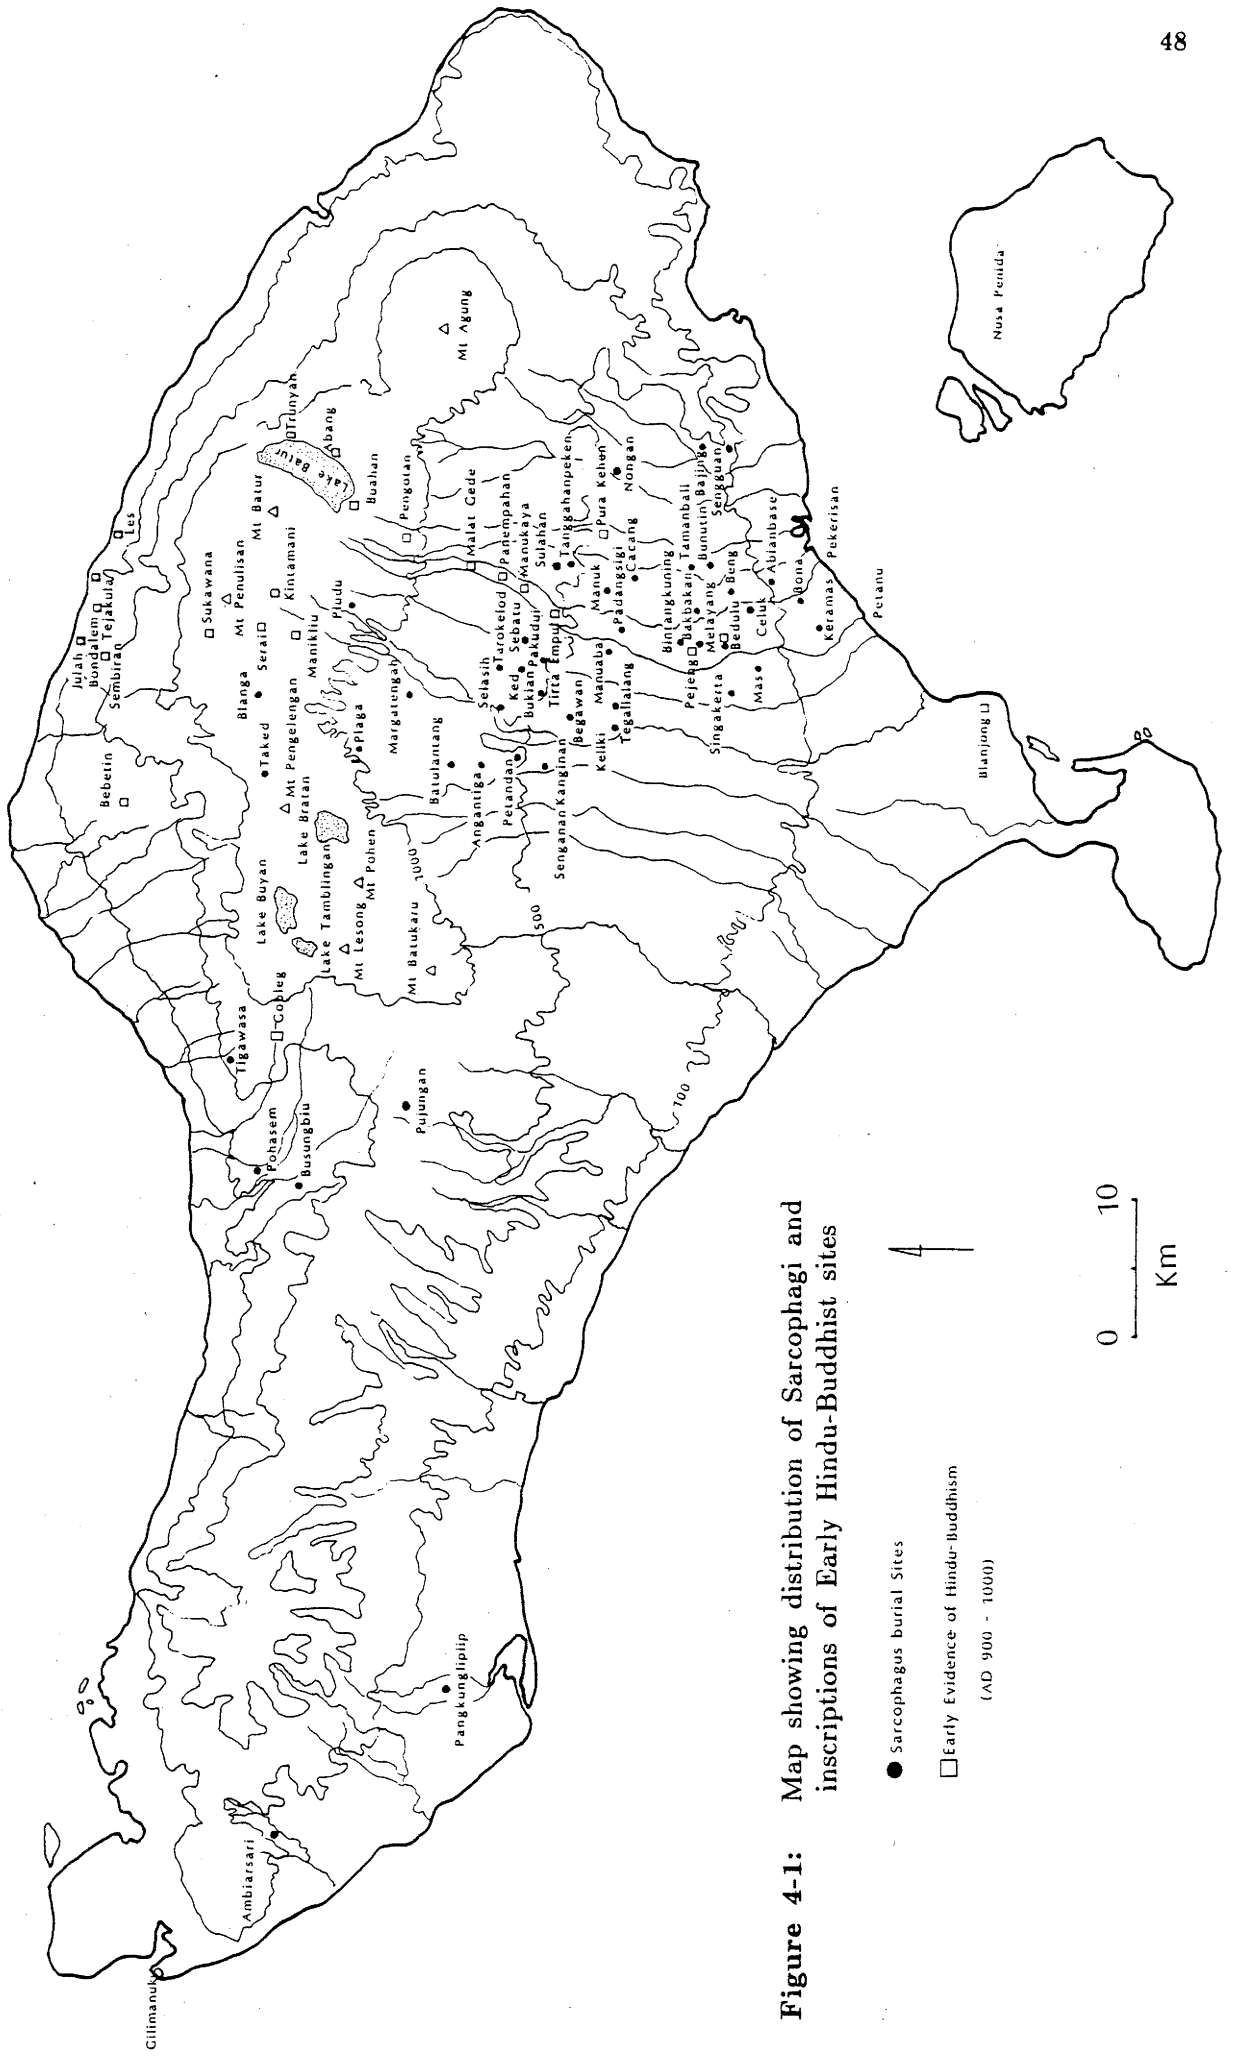 48
Gilimanuk
Ambiarsari
Pangkungliplip
Pohasem
Busungbiu
Pujungan
Tigawasa
Cobleg
Lake Buyan
Lake Tamblingan
Mt Lesong
Mt Pohen
Mt Batukaru
1000
500
100
Lake Bratan
Mt Pengelengan
Bebetin
Taked
Blanga
Plaga
Margatengah
Batulantang
Angantiga
Petandan
Senganan Kanginan
Julah
Bondalem
Tejakula
Sembiran
Les
Sukawana
Mt Penulisan
Serai
Kintamani
Manikliu
Pludu
Mt Batur
Lake Batur
Trunyan
Abang
Buahan
Pengotan
Mt Agung
Malat Gede
Panempahan
Manukaya
Sulahan
Tanggahanpeken
Pura Kehen
Nongan
Selasih
Tarokelod
Ked
Sebatu
Bukian
Pakudui
Tirta Empul
Begawan
Keliki
Manuaba
Tegallalang
Manuk
Padangsigi
Cacang
Bintangkuning
Tamanbali
Bakbakan
Bunutin
Bajing
Sengguan
Melayang
Pejeng
Bedulu
Beng
Singakerta
Mas
Celuk
Abianbase
Bona
Keramas
Pekerisan
Petanu
Blanjong
Nusa Penida
Figure 4-1: Map showing distribution of Sarcophagi and
inscriptions of Early Hindu-Buddhist sites
Sarcophagus burial Sites
Early Evidence of Hindu-Buddhism
(AD 900 - 1000)
0 10
Km